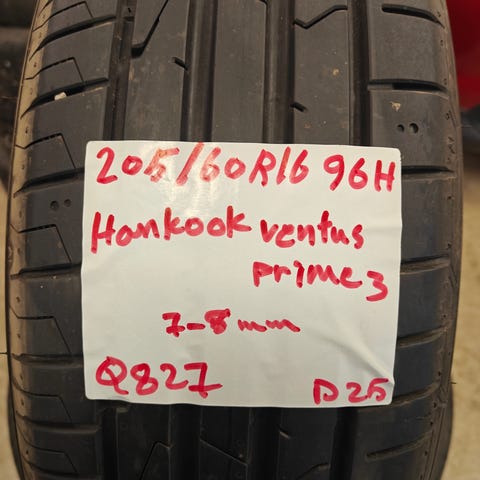 205/60R16 96H
Hankook ventus
prime3
7-8mm
Q827 D25